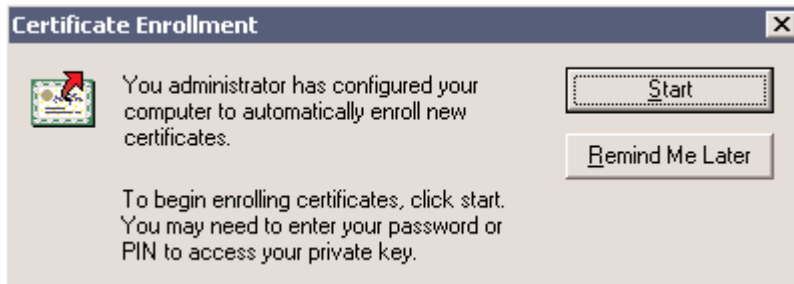 Certificate Enrollment
You administrator has configured your
computer to automatically enroll new
certificates.
To begin enrolling certificates, click start.
You may need to enter your password or
PIN to access your private key.
Start
Remind Me Later